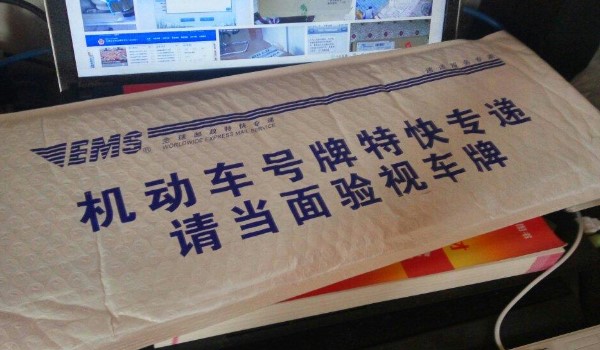 EMS®
全球邮政特快专递
WORLDWIDE EXPRESS MAIL SERVICE
机动车号牌特快专递
请当面验视车牌